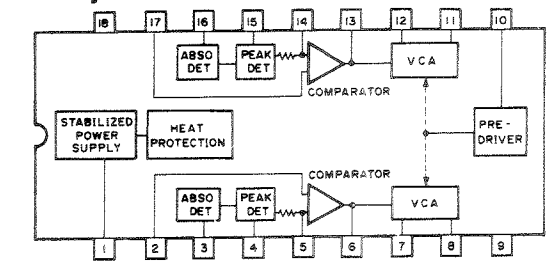 18 17 16 15 14 13 12 11 10
ABSO
DET
PEAK
DET
VCA
COMPARATOR
STABILIZED
POWER
SUPPLY
HEAT
PROTECTION
PRE-
DRIVER
COMPARATOR
ABSO
DET
PEAK
DET
VCA
1 2 3 4 5 6 7 8 9